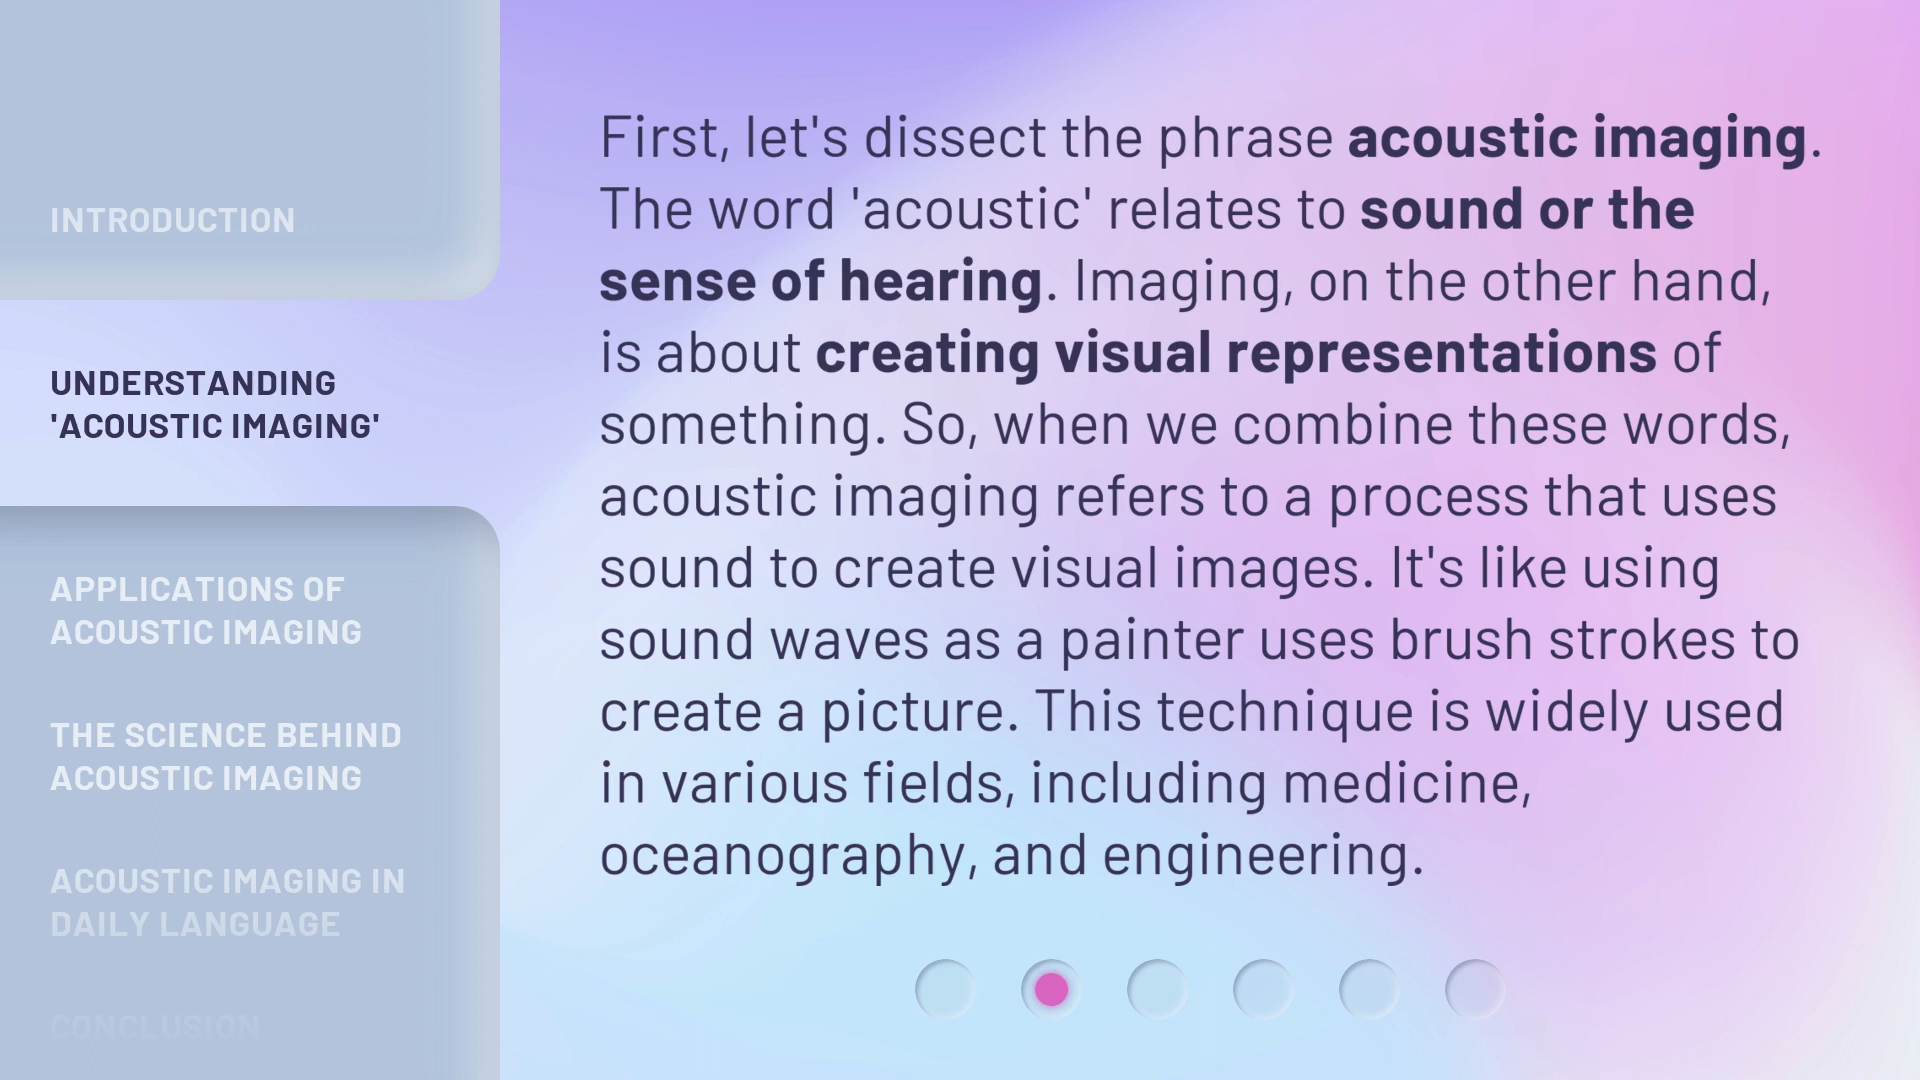 INTRODUCTION
UNDERSTANDING
'ACOUSTIC IMAGING'
APPLICATIONS OF
ACOUSTIC IMAGING
THE SCIENCE BEHIND
ACOUSTIC IMAGING
ACOUSTIC IMAGING IN
DAILY LANGUAGE
CONCLUSION
First, let's dissect the phrase acoustic imaging.
The word 'acoustic' relates to sound or the
sense of hearing. Imaging, on the other hand,
is about creating visual representations of
something. So, when we combine these words,
acoustic imaging refers to a process that uses
sound to create visual images. It's like using
sound waves as a painter uses brush strokes to
create a picture. This technique is widely used
in various fields, including medicine,
oceanography, and engineering.